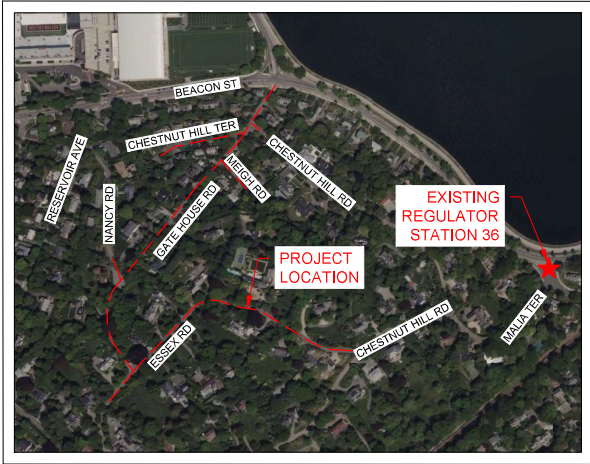 BEACON ST
CHESTNUT HILL TER
CHESTNUT HILL RD
MEIGH RD
RESERVOIR AVE
NANCY RD
GATE HOUSE RD
EXISTING
REGULATOR
STATION 36
PROJECT
LOCATION
MALIA TER
ESSEX RD
CHESTNUT HILL RD